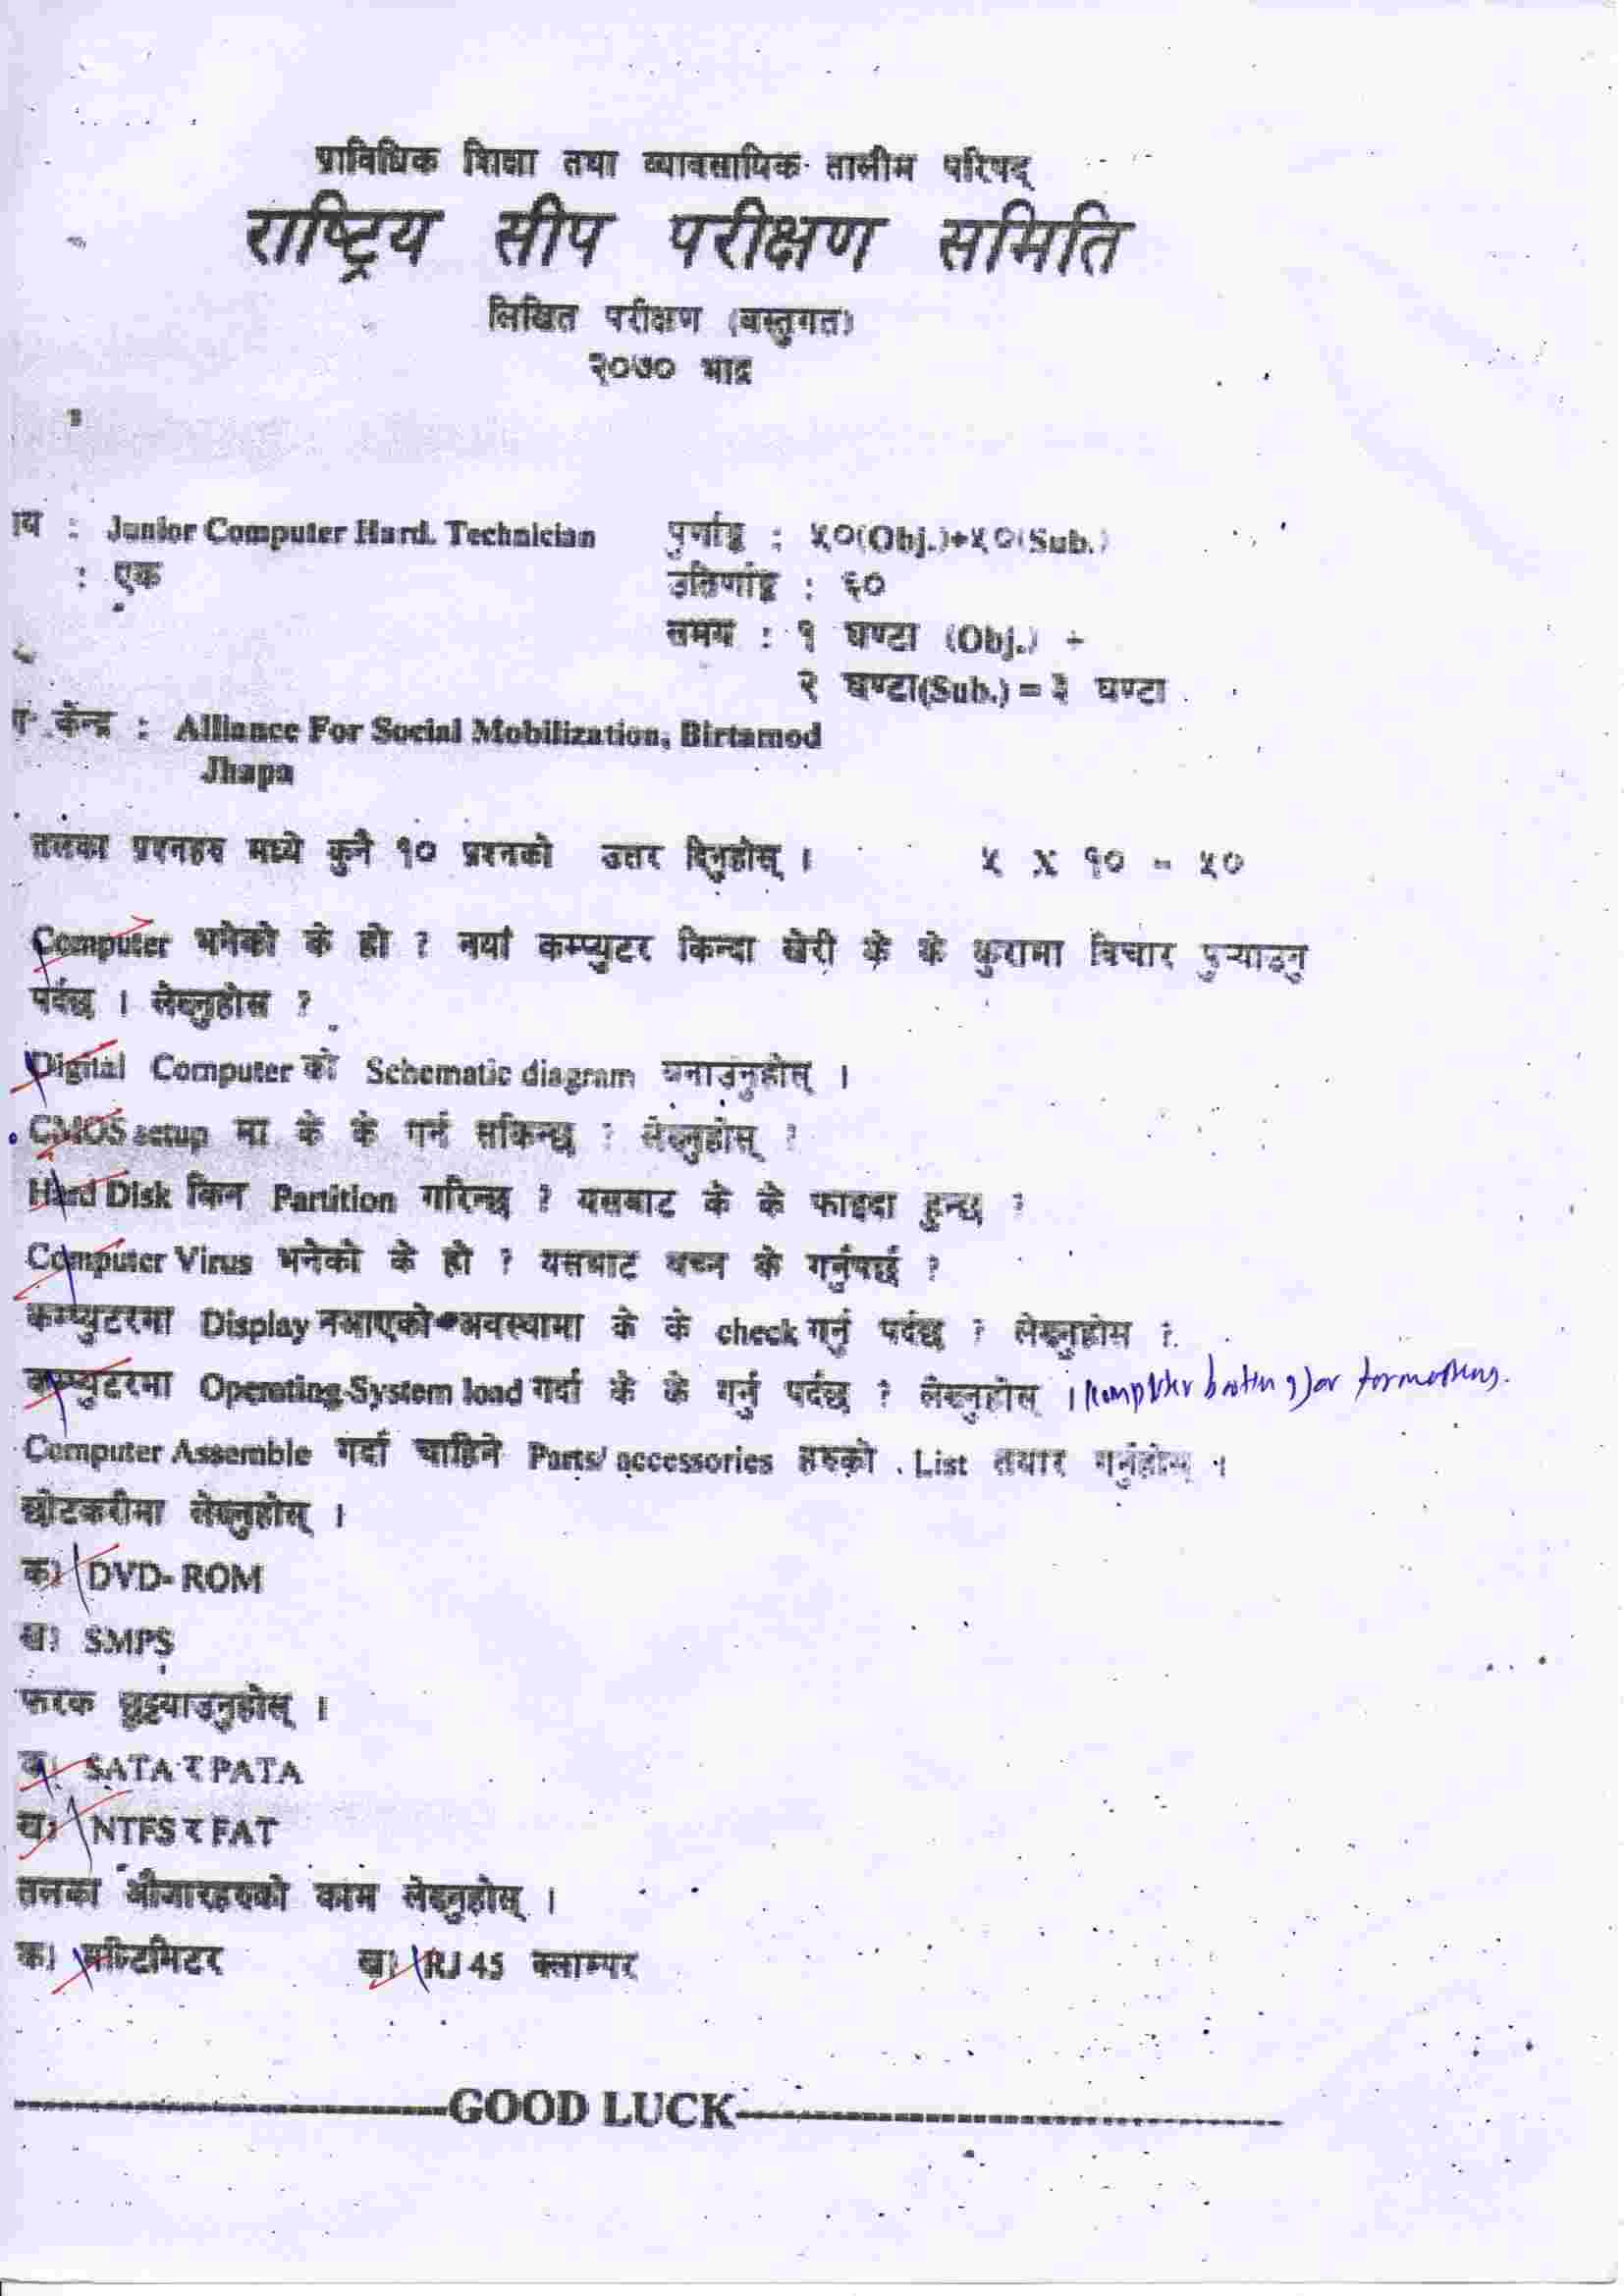 प्राविधिक शिक्षा तथा व्यावसायिक तालीम परिषद्
राष्ट्रिय सीप परीक्षण समिति
लिखित परीक्षण (वस्तुगत)
२०७० भाद्र
Junior Computer Hard. Technician पुर्णाङ्क : ५०(Obj.)+५०(Sub.)
: एक उतिर्णाङ्क : ६०
समय : १ घण्टा (Obj.) +
२ घण्टा(Sub.) = ३ घण्टा
केन्द्र : Alliance For Social Mobilization, Birtamod
Jhapa
तलका प्रश्नहरु मध्ये कुनै १० प्रश्नको उत्तर दिनुहोस् । ५ X १० = ५०
Computer भनेको के हो ? नयाँ कम्प्युटर किन्दा खेरी के के कुरामा विचार पुऱ्याउनु
पर्दछ । लेख्नुहोस ?
Digital Computer को Schematic diagram बनाउनुहोस् ।
CMOS setup मा के के गर्न सकिन्छ ? लेख्नुहोस् ?
Hard Disk किन Partition गरिन्छ ? यसबाट के के फाइदा हुन्छ ?
Computer Virus भनेको के हो ? यसबाट बच्न के गर्नुपर्छ ?
कम्प्युटरमा Display नआएको अवस्थामा के के check गर्नु पर्दछ ? लेख्नुहोस ?
कम्प्युटरमा Operating System load गर्दा के के गर्नु पर्दछ ? लेख्नुहोस् । (computer booting) or formatting.
Computer Assemble गर्दा चाहिने Parts/ accessories हरुको List तयार गर्नुहोस् ।
छोटकरीमा लेख्नुहोस् ।
क) DVD- ROM
ख) SMPS
फरक छुट्टयाउनुहोस् ।
क) SATA र PATA
ख) NTFS र FAT
तलका औजारहरुको काम लेख्नुहोस् ।
क) मल्टिमिटर ख) RJ 45 क्लाम्पर
GOOD LUCK